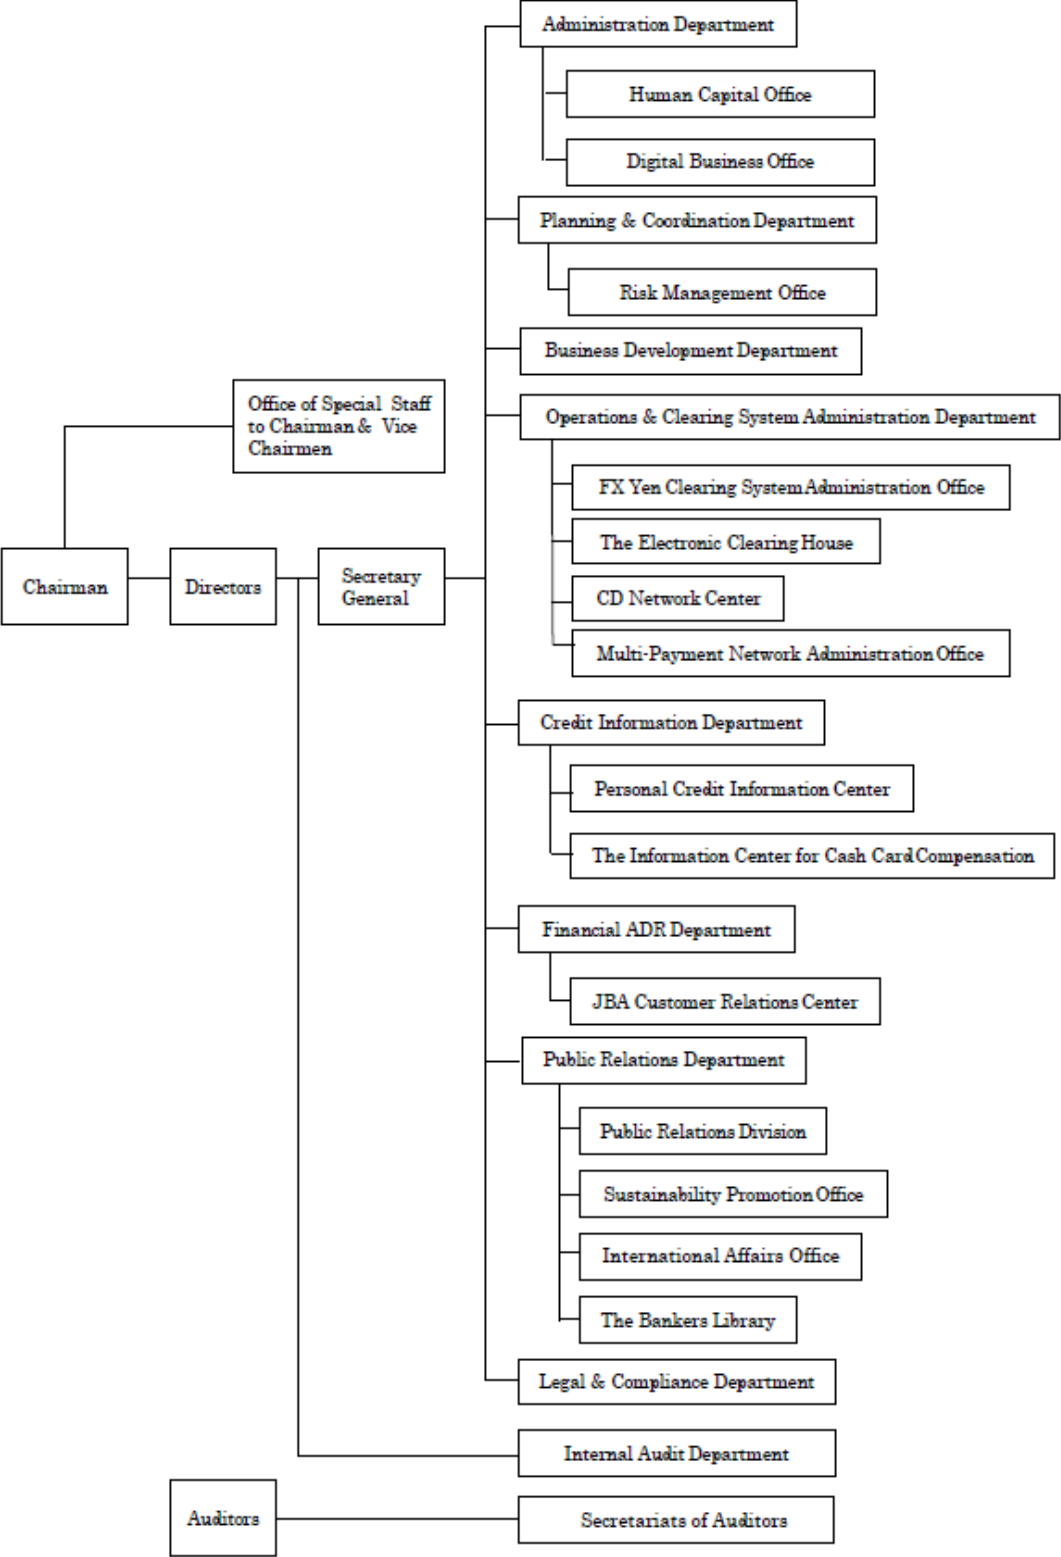 Administration Department
Human Capital Office
Digital Business Office
Planning & Coordination Department
Risk Management Office
Business Development Department
Office of Special Staff
to Chairman & Vice
Chairmen
Operations & Clearing System Administration Department
FX Yen Clearing System Administration Office
The Electronic Clearing House
Chairman
Directors
Secretary
General
CD Network Center
Multi-Payment Network Administration Office
Credit Information Department
Personal Credit Information Center
The Information Center for Cash Card Compensation
Financial ADR Department
JBA Customer Relations Center
Public Relations Department
Public Relations Division
Sustainability Promotion Office
International Affairs Office
The Bankers Library
Legal & Compliance Department
Internal Audit Department
Auditors
Secretariats of Auditors